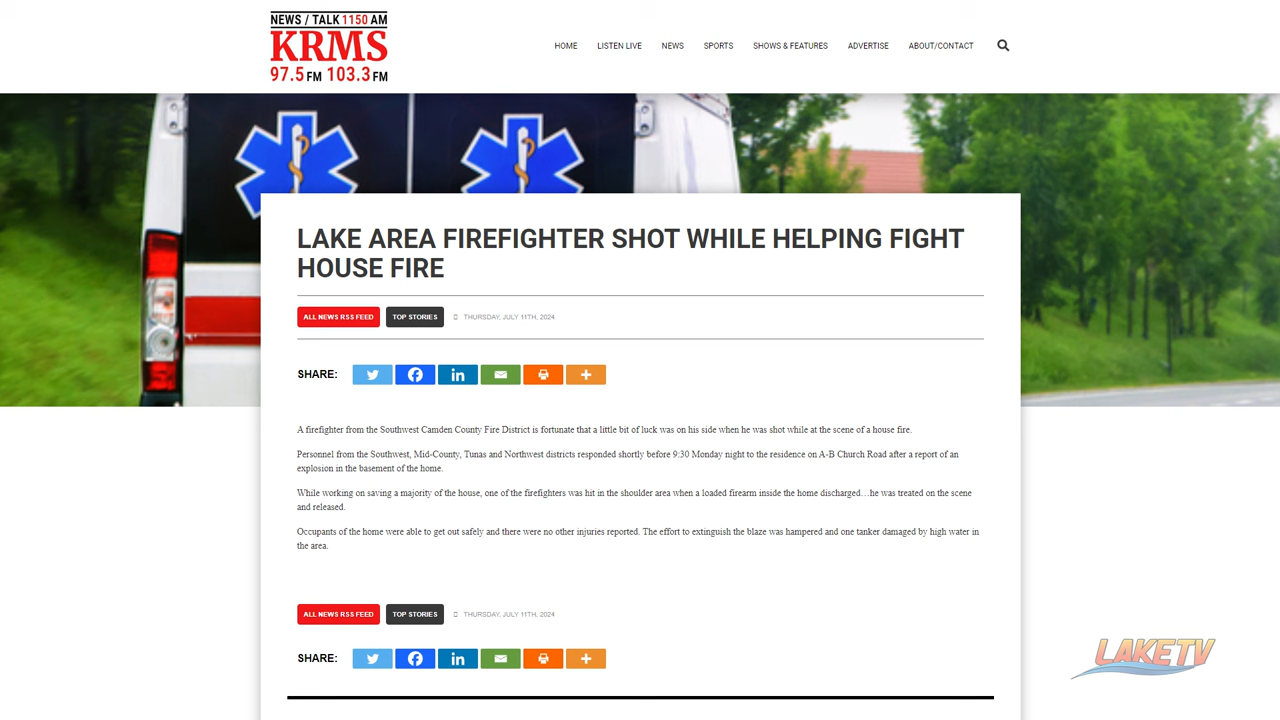 NEWS / TALK 1150 AM
KRMS
97.5 FM 103.3 FM
HOME LISTEN LIVE NEWS SPORTS SHOWS & FEATURES ADVERTISE ABOUT/CONTACT
LAKE AREA FIREFIGHTER SHOT WHILE HELPING FIGHT
HOUSE FIRE
ALL NEWS RSS FEED TOP STORIES THURSDAY, JULY 11TH, 2024
SHARE:
A firefighter from the Southwest Camden County Fire District is fortunate that a little bit of luck was on his side when he was shot while at the scene of a house fire.
Personnel from the Southwest, Mid-County, Tunas and Northwest districts responded shortly before 9:30 Monday night to the residence on A-B Church Road after a report of an
explosion in the basement of the home.
While working on saving a majority of the house, one of the firefighters was hit in the shoulder area when a loaded firearm inside the home discharged…he was treated on the scene
and released.
Occupants of the home were able to get out safely and there were no other injuries reported. The effort to extinguish the blaze was hampered and one tanker damaged by high water in
the area.
ALL NEWS RSS FEED TOP STORIES THURSDAY, JULY 11TH, 2024
SHARE:
LAKETV